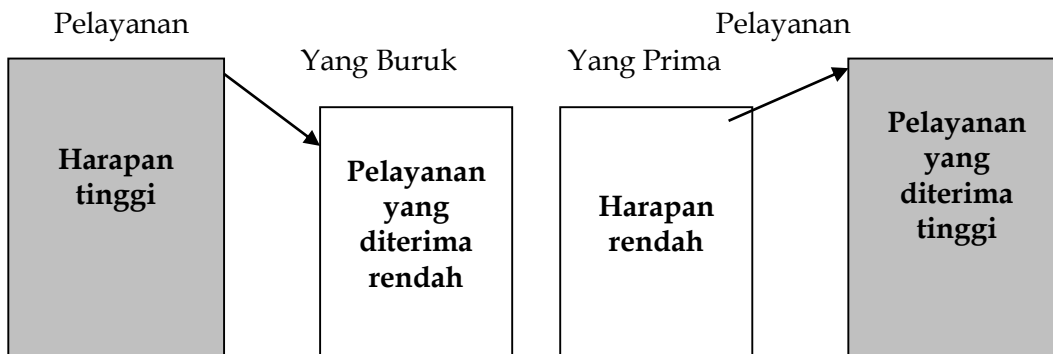 Pelayanan
Yang Buruk
Harapan
tinggi
Pelayanan
yang
diterima
rendah
Pelayanan
Yang Prima
Harapan
rendah
Pelayanan
yang
diterima
tinggi